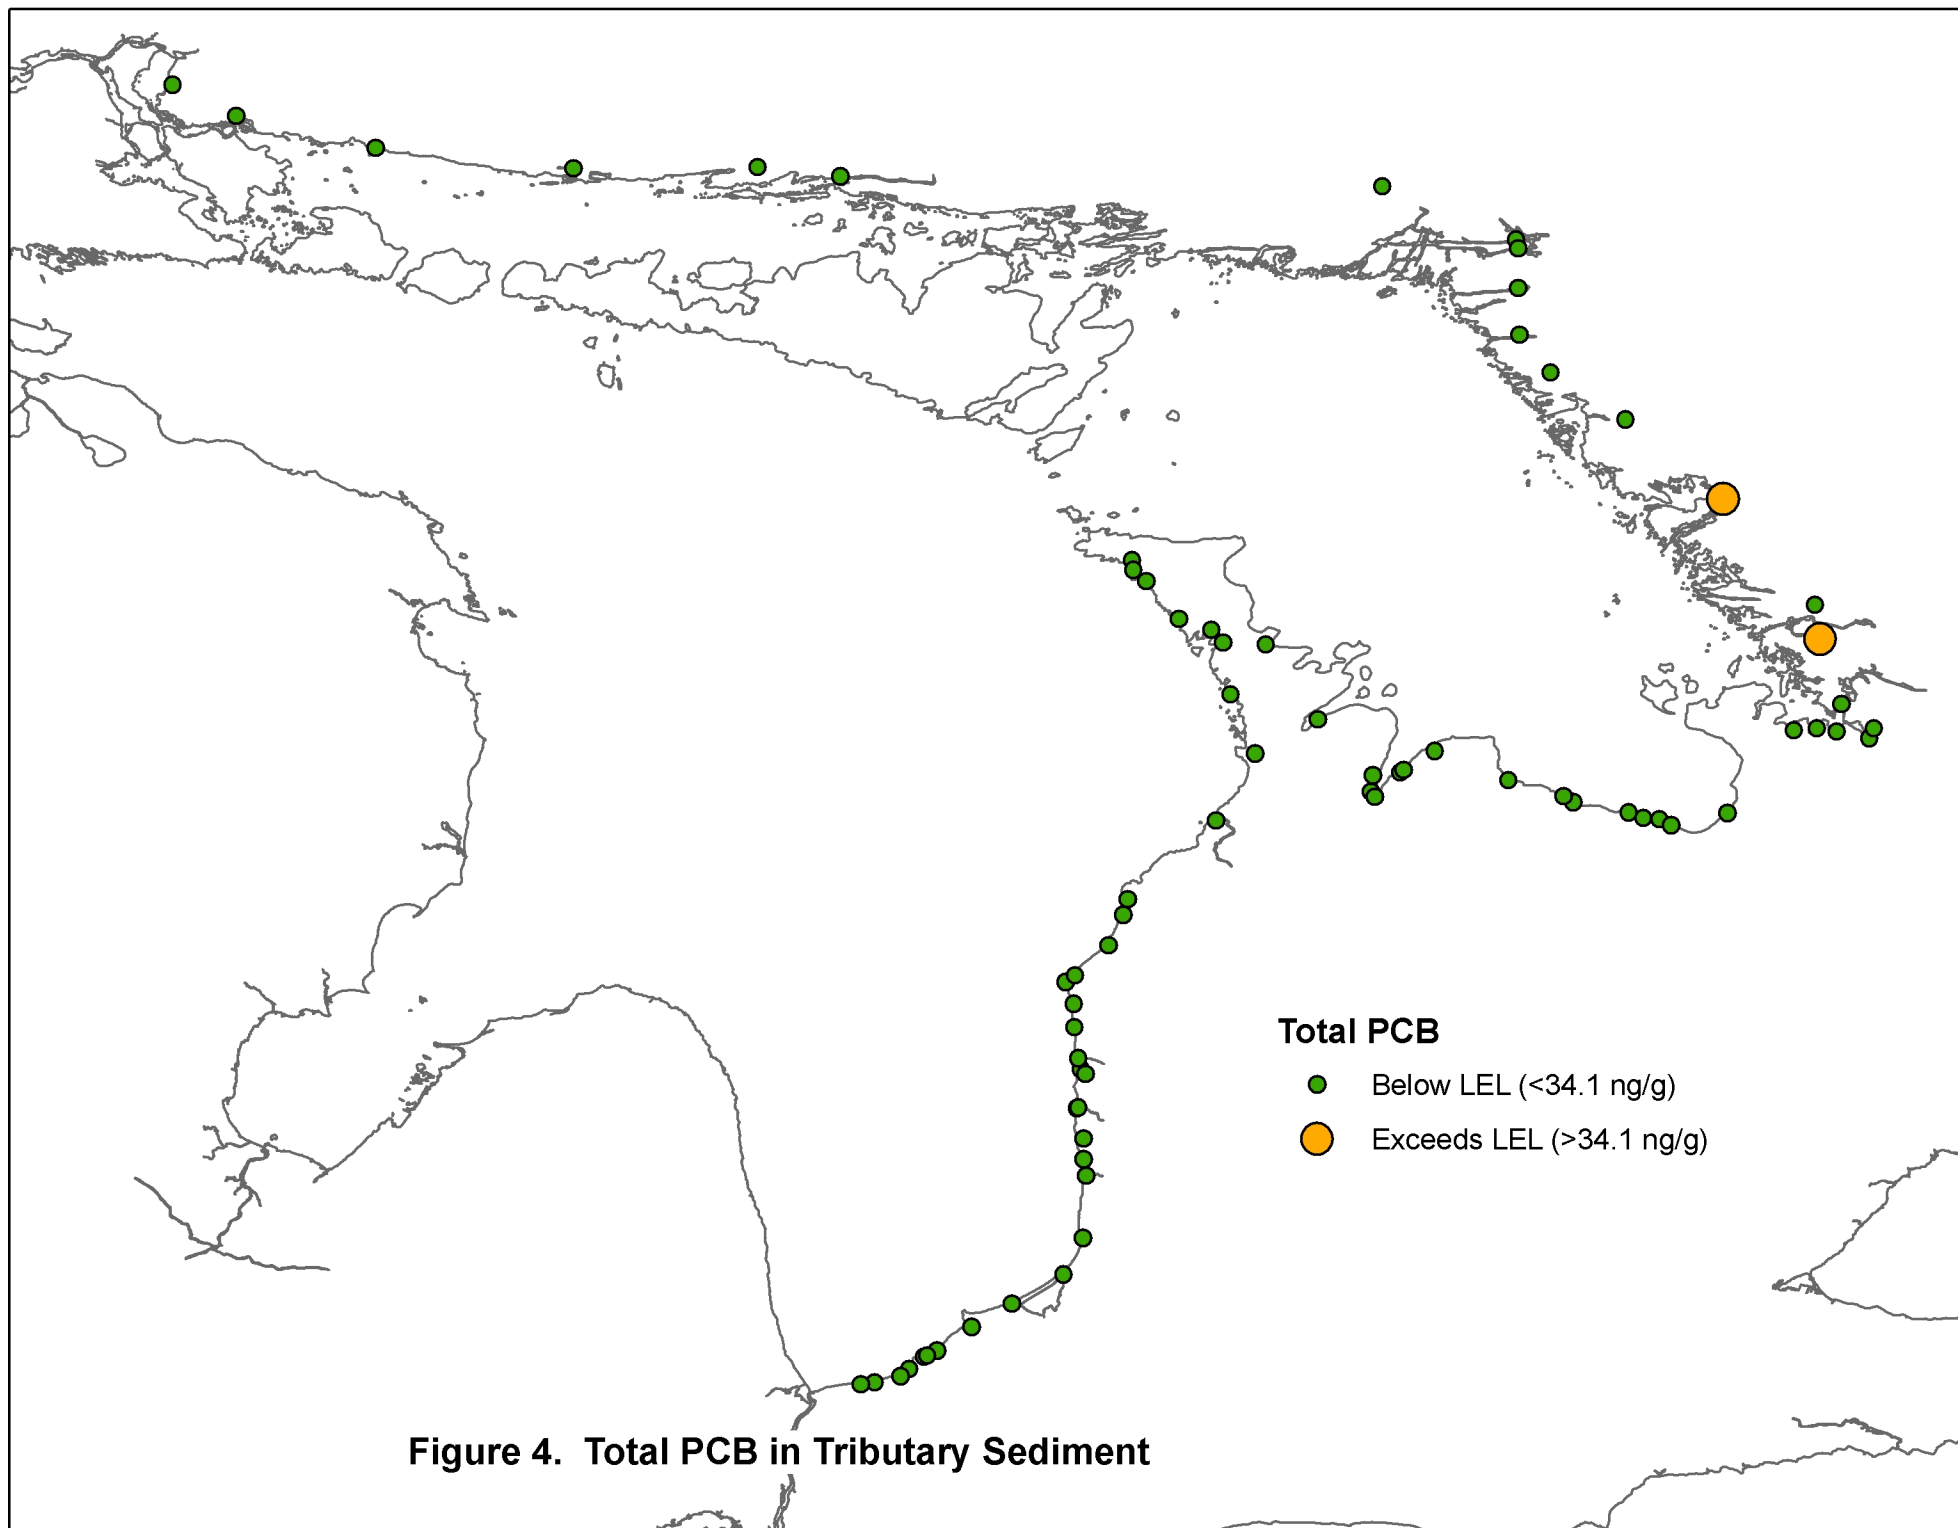 Total PCB
Below LEL (<34.1 ng/g)
Exceeds LEL (>34.1 ng/g)
Figure 4.  Total PCB in Tributary Sediment